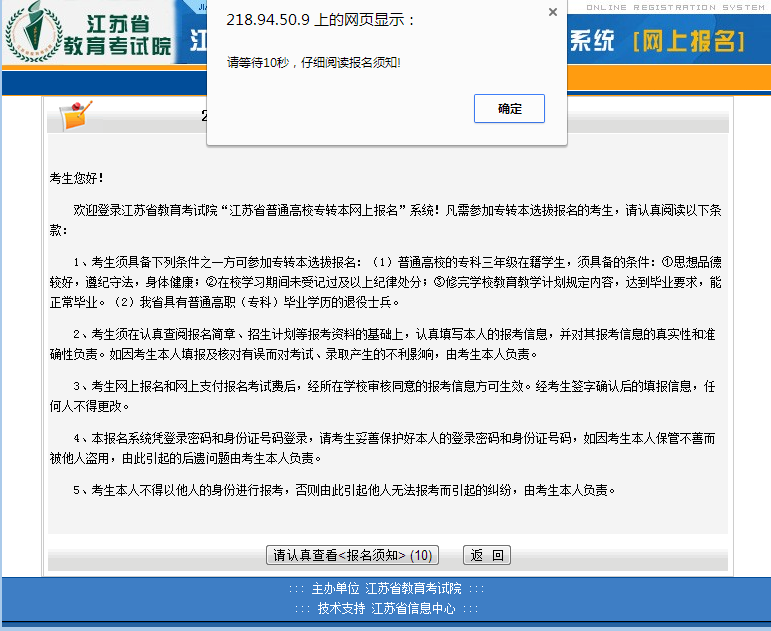 江苏省
教育考试院
JI
江
ONLINE REGISTRATION SYSTEM
系统 [网上报名]
218.94.50.9 上的网页显示：
请等待10秒，仔细阅读报名须知!
确定
2
考生您好！
欢迎登录江苏省教育考试院“江苏省普通高校专转本网上报名”系统！凡需参加专转本选拔报名的考生，请认真阅读以下条
款：
1、考生须具备下列条件之一方可参加专转本选拔报名：（1）普通高校的专科三年级在籍学生，须具备的条件：①思想品德
较好，遵纪守法，身体健康；②在校学习期间未受记过及以上纪律处分；③修完学校教育教学计划规定内容，达到毕业要求，能
正常毕业。（2）我省具有普通高职（专科）毕业学历的退役士兵。
2、考生须在认真查阅报名简章、招生计划等报考资料的基础上，认真填写本人的报考信息，并对其报考信息的真实性和准
确性负责。如因考生本人填报及核对有误而对考试、录取产生的不利影响，由考生本人负责。
3、考生网上报名和网上支付报名考试费后，经所在学校审核同意的报考信息方可生效。经考生签字确认后的填报信息，任
何人不得更改。
4、本报名系统凭登录密码和身份证号码登录，请考生妥善保护好本人的登录密码和身份证号码，如因考生本人保管不善而
被他人盗用，由此引起的后遗问题由考生本人负责。
5、考生本人不得以他人的身份进行报考，否则由此引起他人无法报考而引起的纠纷，由考生本人负责。
请认真查看<报名须知> (10)
返 回
::: 主办单位 江苏省教育考试院 :::
::: 技术支持 江苏省信息中心 :::